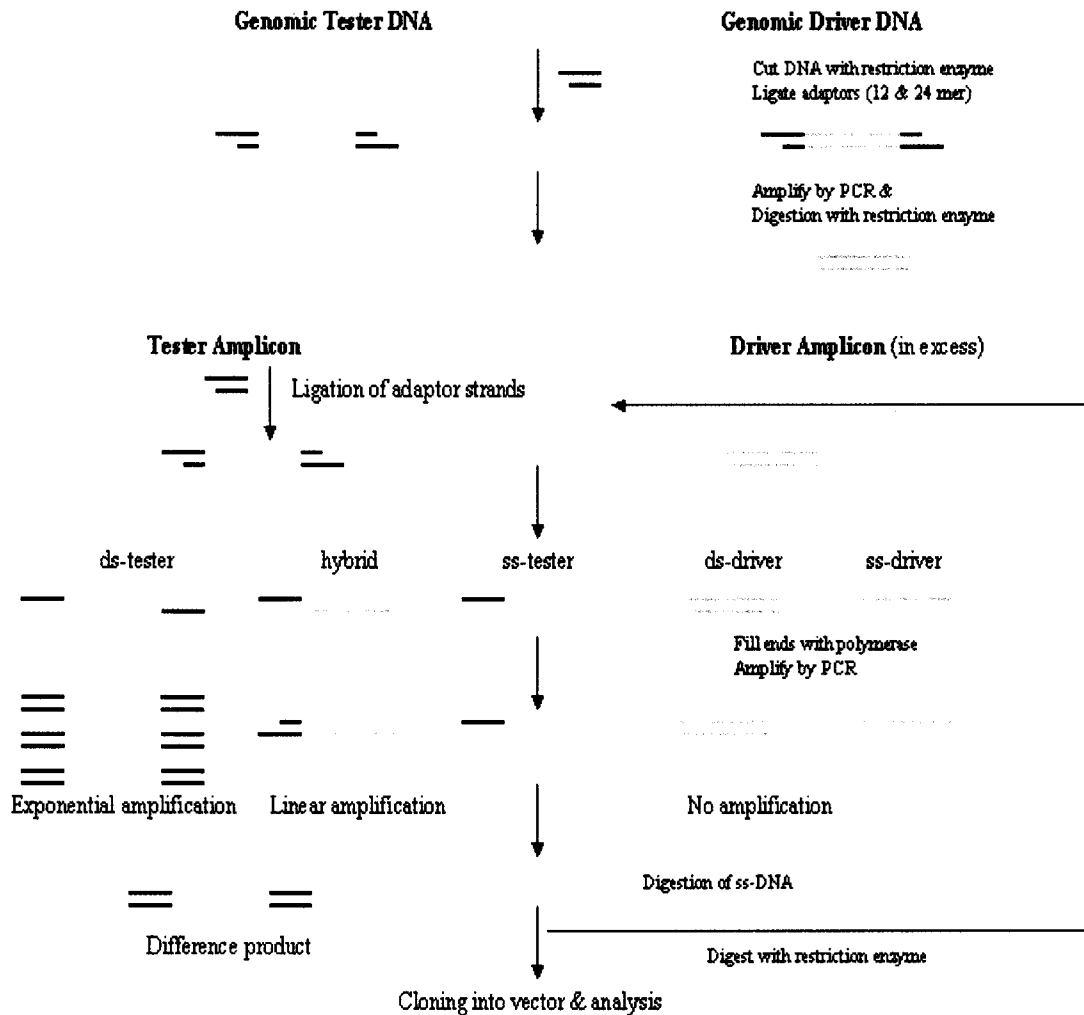 Genomic Tester DNA
Genomic Driver DNA
Cut DNA with restriction enzyme
Ligate adaptors (12 & 24 mer)
Amplify by PCR &
Digestion with restriction enzyme
Tester Amplicon
Driver Amplicon (in excess)
Ligation of adaptor strands
ds-tester
hybrid
ss-tester
ds-driver
ss-driver
Fill ends with polymerase
Amplify by PCR
Exponential amplification
Linear amplification
No amplification
Digestion of ss-DNA
Difference product
Digest with restriction enzyme
Cloning into vector & analysis